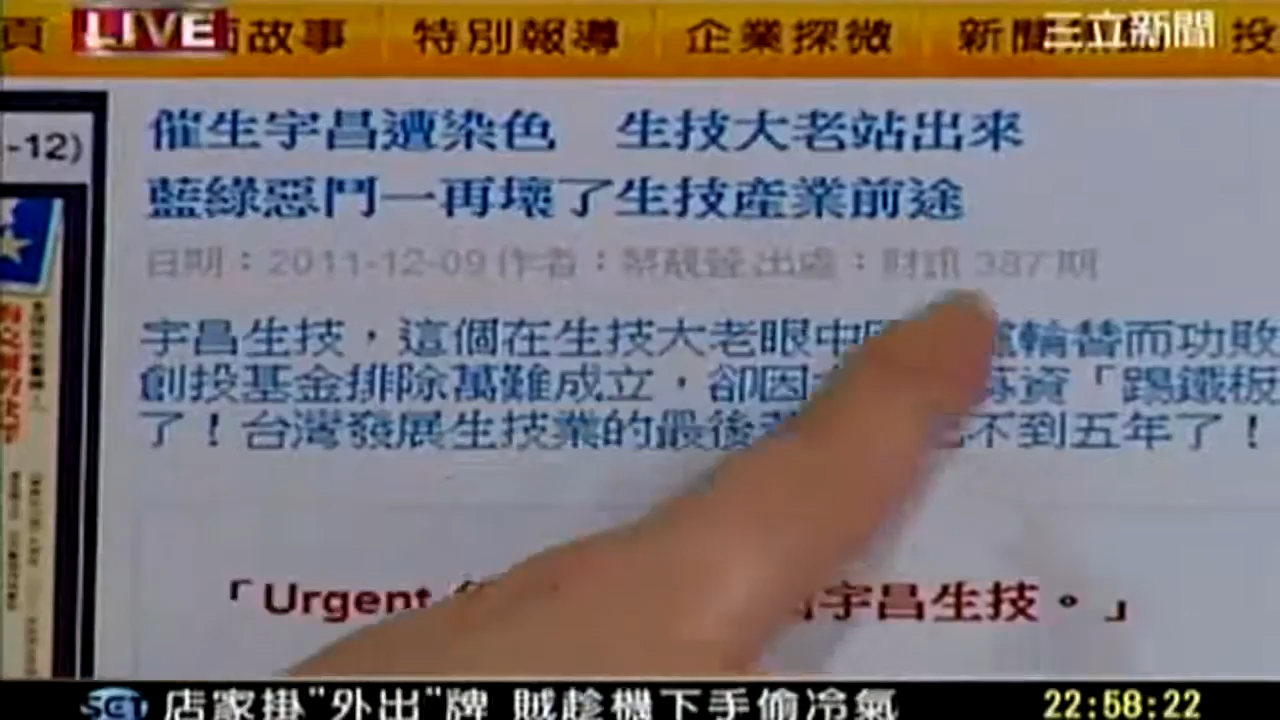 頁
LIVE
故事
特別報導
企業探微
新聞
三立新聞
投
-12)
催生宇昌遭染色 生技大老站出來
藍綠惡鬥一再壞了生技產業前途
日期：2011-12-09 作者： 出處：財訊 387 期
宇昌生技，這個在生技大老眼中 輪替而功敗
創投基金排除萬難成立，卻因 募資「踢鐵板
了！台灣發展生技業的最後 不到五年了！
「Urgent 宇昌生技。」
SET 店家掛"外出"牌 賊趁機下手偷冷氣 22:58:22